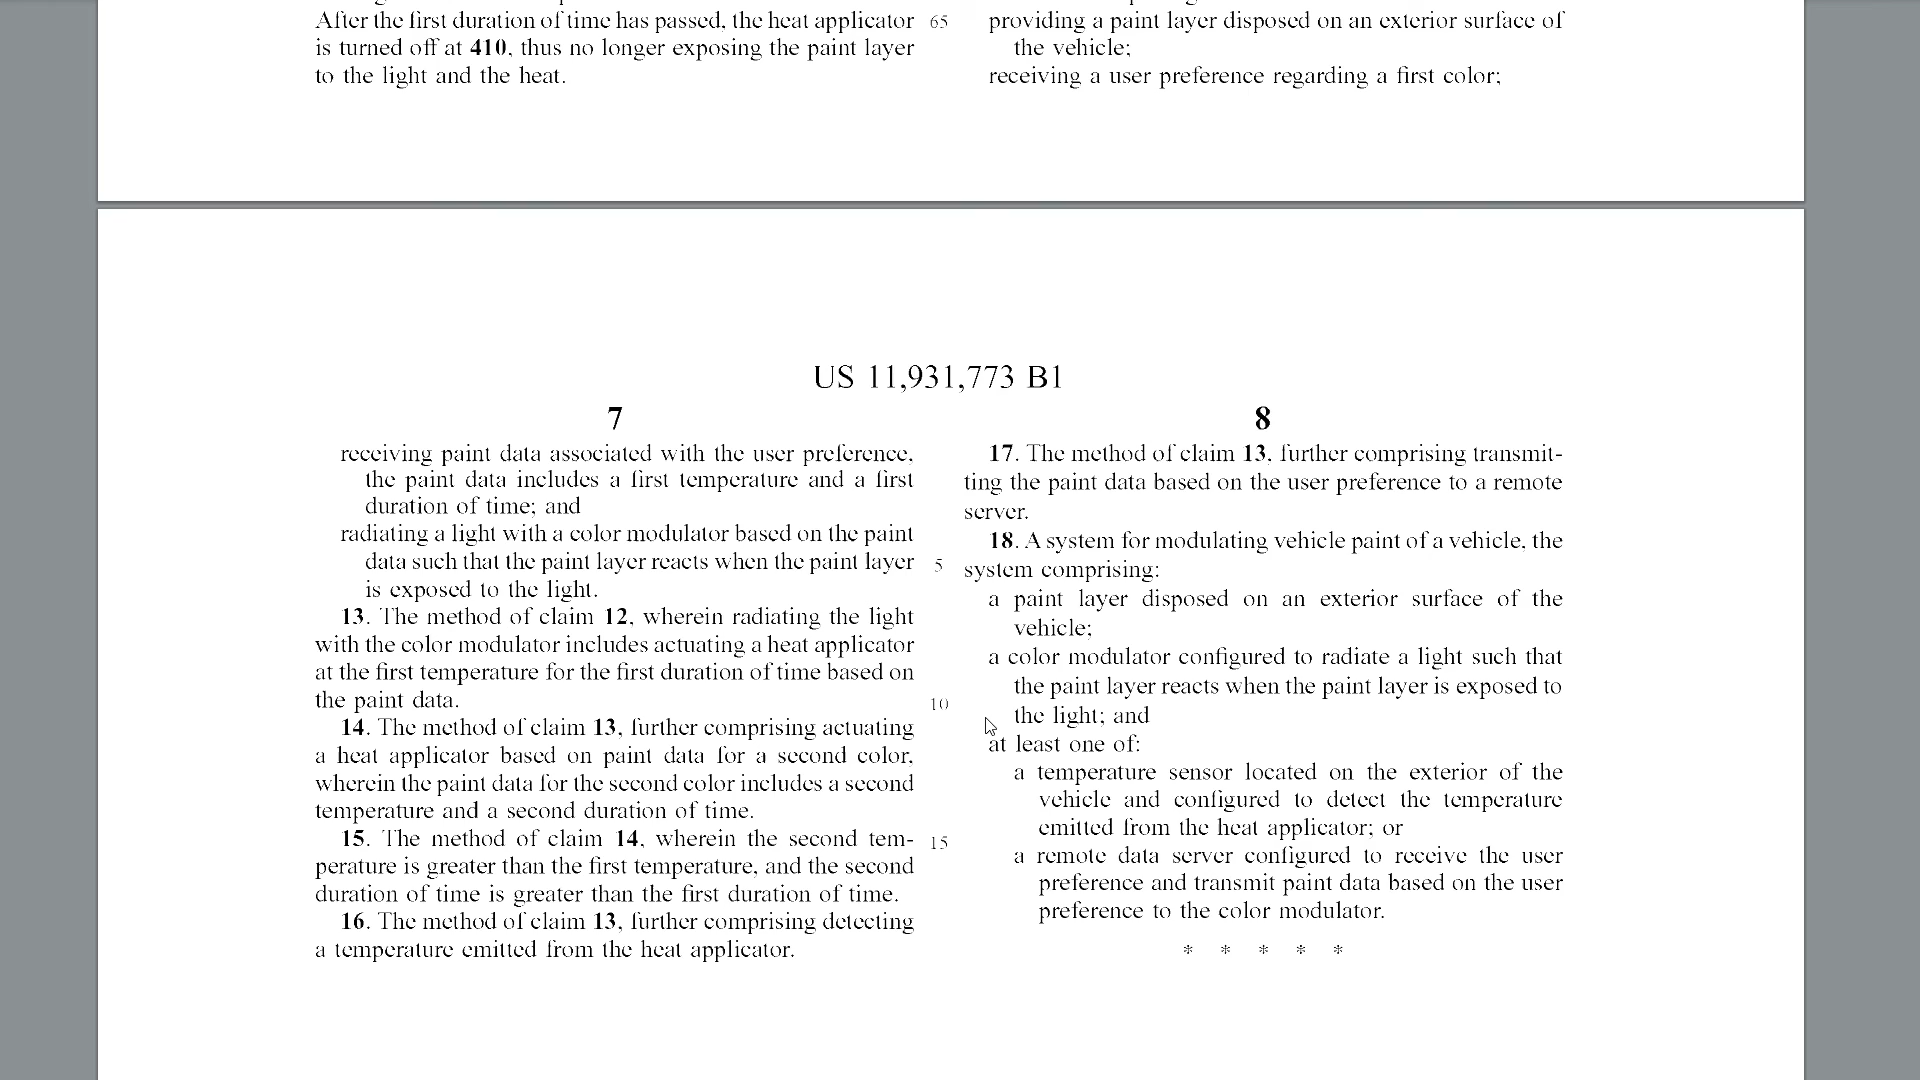 After the first duration of time has passed, the heat applicator
is turned off at 410, thus no longer exposing the paint layer
to the light and the heat.
65
providing a paint layer disposed on an exterior surface of
the vehicle;
receiving a user preference regarding a first color;
US 11,931,773 B1
7
receiving paint data associated with the user preference,
the paint data includes a first temperature and a first
duration of time; and
radiating a light with a color modulator based on the paint
data such that the paint layer reacts when the paint layer
is exposed to the light.
13. The method of claim 12, wherein radiating the light
with the color modulator includes actuating a heat applicator
at the first temperature for the first duration of time based on
the paint data.
14. The method of claim 13, further comprising actuating
a heat applicator based on paint data for a second color,
wherein the paint data for the second color includes a second
temperature and a second duration of time.
15. The method of claim 14, wherein the second tem-
perature is greater than the first temperature, and the second
duration of time is greater than the first duration of time.
16. The method of claim 13, further comprising detecting
a temperature emitted from the heat applicator.
5
10
15
8
17. The method of claim 13, further comprising transmit-
ting the paint data based on the user preference to a remote
server.
18. A system for modulating vehicle paint of a vehicle, the
system comprising:
a paint layer disposed on an exterior surface of the
vehicle;
a color modulator configured to radiate a light such that
the paint layer reacts when the paint layer is exposed to
the light; and
at least one of:
a temperature sensor located on the exterior of the
vehicle and configured to detect the temperature
emitted from the heat applicator; or
a remote data server configured to receive the user
preference and transmit paint data based on the user
preference to the color modulator.
* * * * *